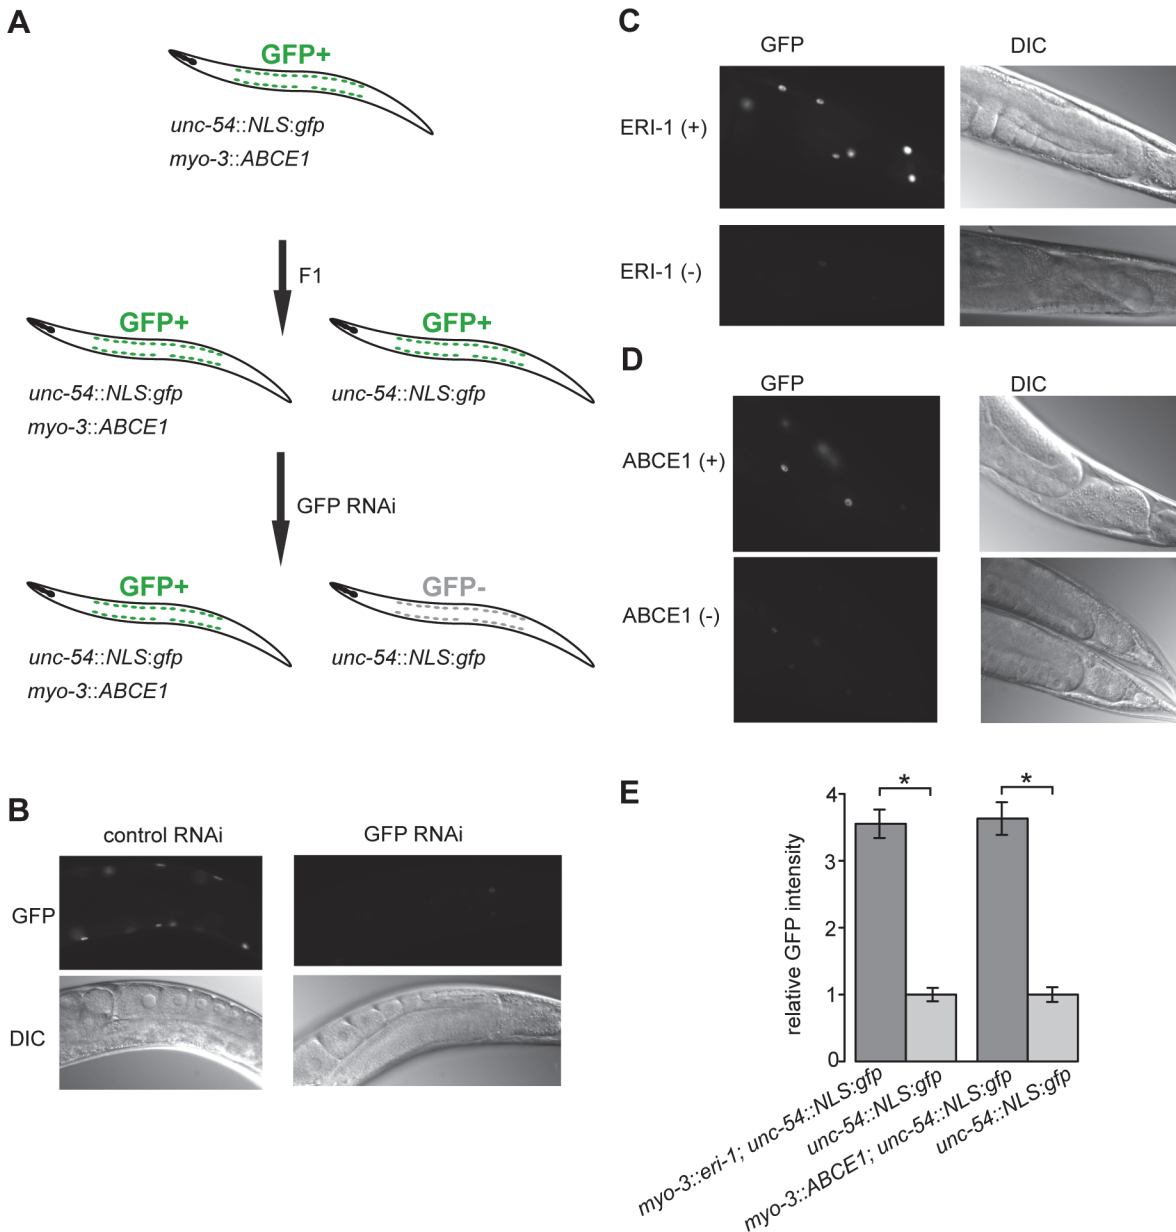 A
GFP+
unc-54::NLS:gfp
myo-3::ABCE1
F1
GFP+
GFP+
unc-54::NLS:gfp
unc-54::NLS:gfp
myo-3::ABCE1
GFP RNAi
GFP+
GFP-
unc-54::NLS:gfp
unc-54::NLS:gfp
myo-3::ABCE1
B
control RNAi
GFP RNAi
GFP
DIC
C
GFP
DIC
ERI-1 (+)
ERI-1 (-)
D
GFP
DIC
ABCE1 (+)
ABCE1 (-)
E
relative GFP intensity
4
3
2
1
0
*
*
myo-3::eri-1; unc-54::NLS:gfp
unc-54::NLS:gfp
myo-3::ABCE1; unc-54::NLS:gfp
unc-54::NLS:gfp